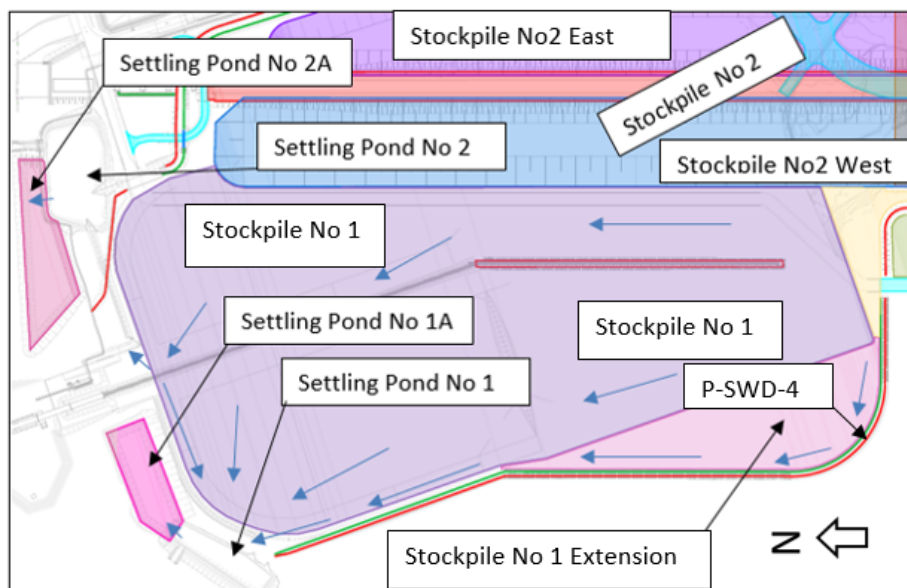 Stockpile No2 East
Settling Pond No 2A
Stockpile No 2
Settling Pond No 2
Stockpile No2 West
Stockpile No 1
Settling Pond No 1A
Stockpile No 1
Settling Pond No 1
P-SWD-4
Stockpile No 1 Extension
N